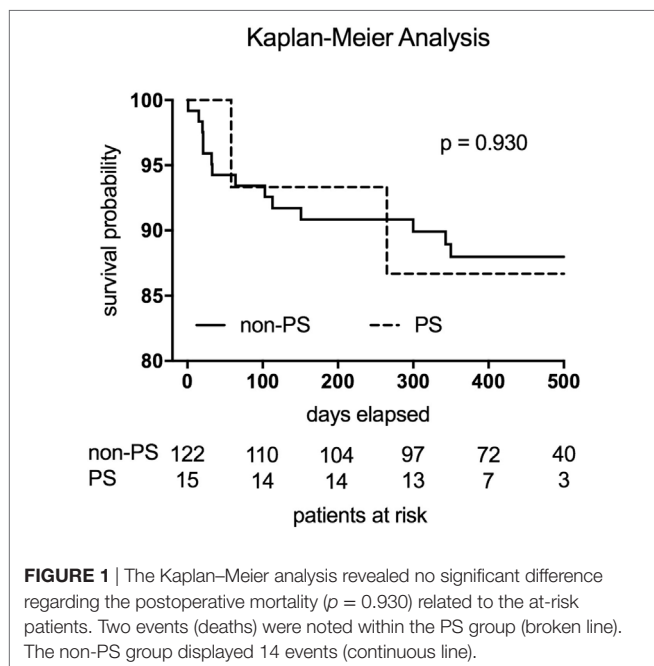 Kaplan-Meier Analysis
100
95
90
85
80
survival probability
p = 0.930
non-PS PS
0 100 200 300 400 500
days elapsed
non-PS 122 110 104 97 72 40
PS 15 14 14 13 7 3
patients at risk
FIGURE 1 | The Kaplan–Meier analysis revealed no significant difference
regarding the postoperative mortality (p = 0.930) related to the at-risk
patients. Two events (deaths) were noted within the PS group (broken line).
The non-PS group displayed 14 events (continuous line).